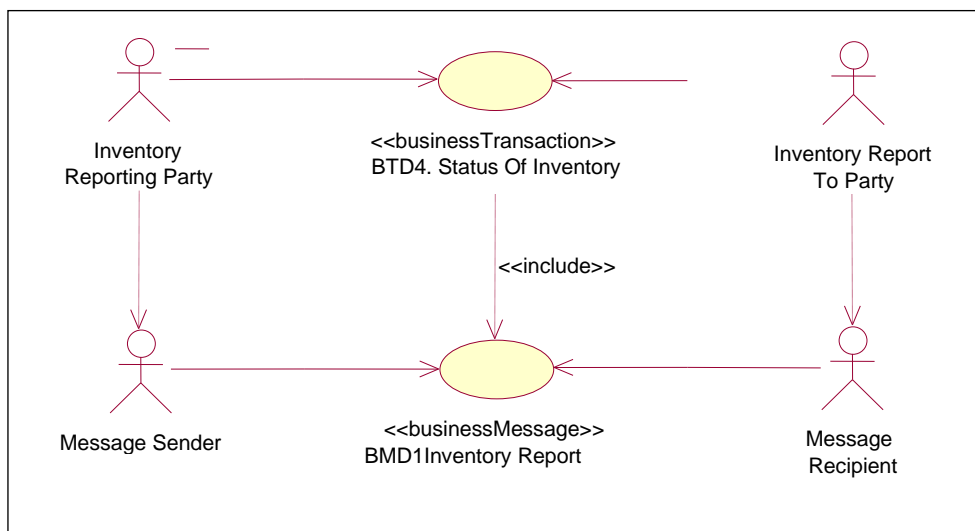 <<businessTransaction>>
BTD4. Status Of Inventory
Inventory
Reporting Party
Inventory Report
To Party
<<include>>
Message Sender
<<businessMessage>>
BMD1Inventory Report
Message
Recipient